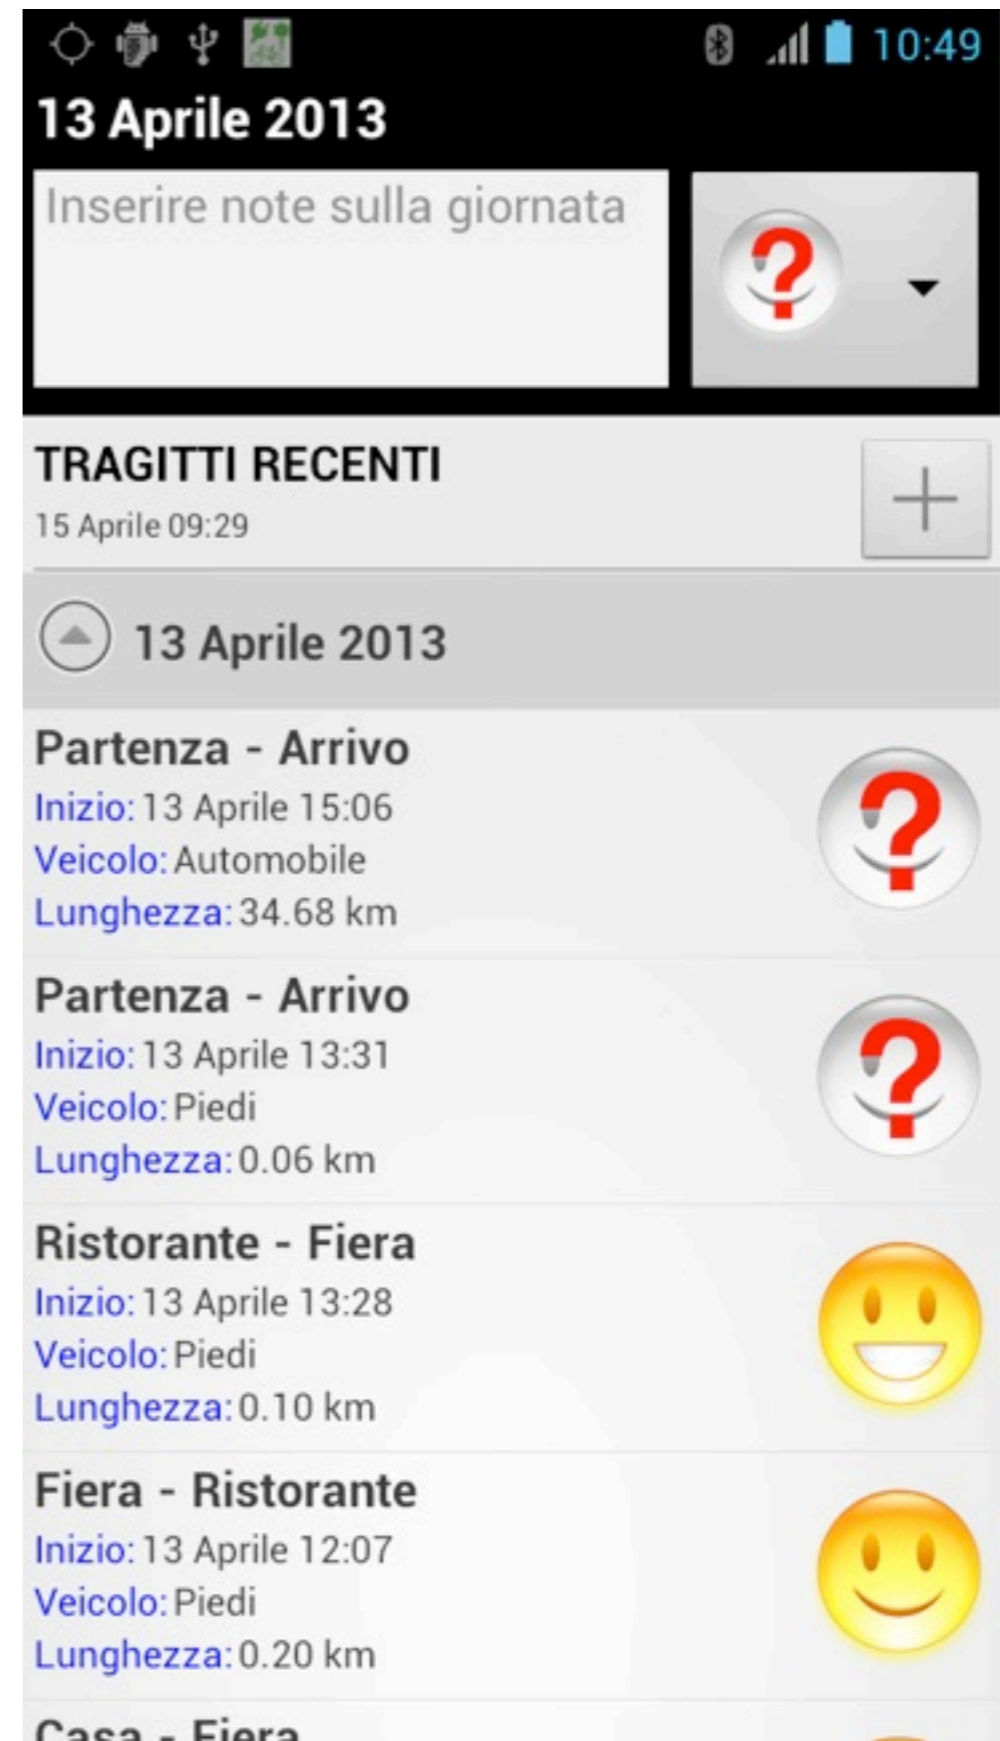 10:49
13 Aprile 2013
Inserire note sulla giornata
TRAGITTI RECENTI
15 Aprile 09:29
13 Aprile 2013
Partenza - Arrivo
Inizio: 13 Aprile 15:06
Veicolo: Automobile
Lunghezza: 34.68 km
Partenza - Arrivo
Inizio: 13 Aprile 13:31
Veicolo: Piedi
Lunghezza: 0.06 km
Ristorante - Fiera
Inizio: 13 Aprile 13:28
Veicolo: Piedi
Lunghezza: 0.10 km
Fiera - Ristorante
Inizio: 13 Aprile 12:07
Veicolo: Piedi
Lunghezza: 0.20 km
Casa - Fiera